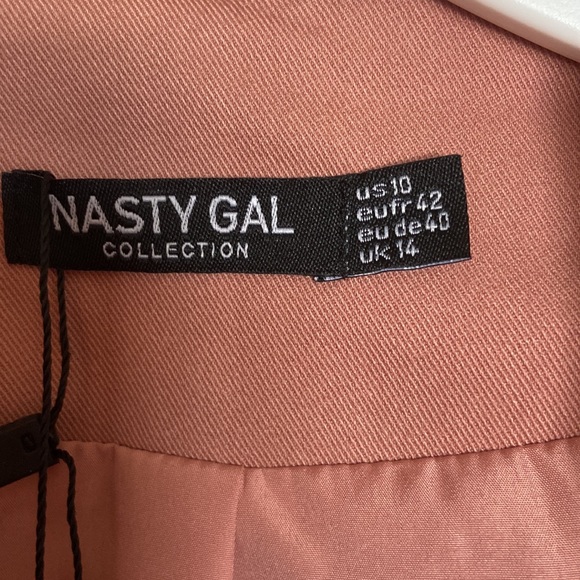 NASTY GAL
COLLECTION
us 10
eu fr 42
eu de 40
uk 14